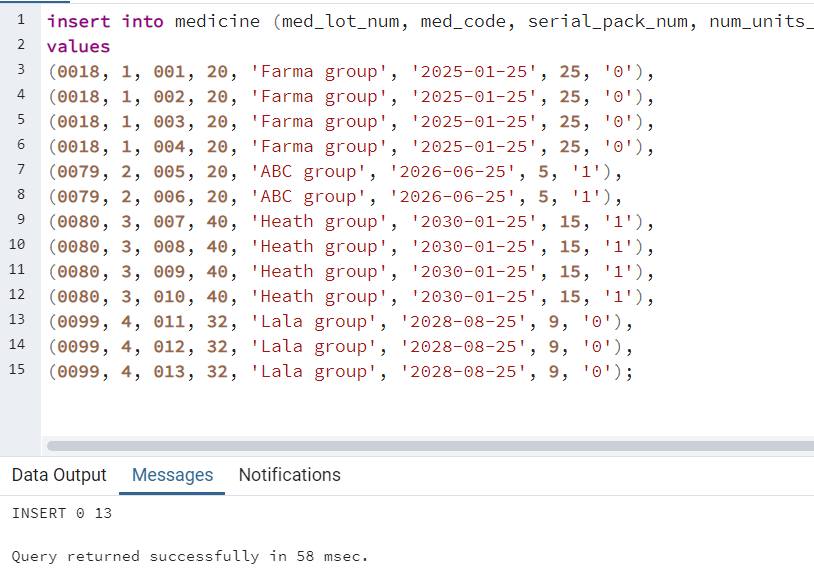 1 insert into medicine (med_lot_num, med_code, serial_pack_num, num_units_
2 values
3 (0018, 1, 001, 20, 'Farma group', '2025-01-25', 25, '0'),
4 (0018, 1, 002, 20, 'Farma group', '2025-01-25', 25, '0'),
5 (0018, 1, 003, 20, 'Farma group', '2025-01-25', 25, '0'),
6 (0018, 1, 004, 20, 'Farma group', '2025-01-25', 25, '0'),
7 (0079, 2, 005, 20, 'ABC group', '2026-06-25', 5, '1'),
8 (0079, 2, 006, 20, 'ABC group', '2026-06-25', 5, '1'),
9 (0080, 3, 007, 40, 'Heath group', '2030-01-25', 15, '1'),
10 (0080, 3, 008, 40, 'Heath group', '2030-01-25', 15, '1'),
11 (0080, 3, 009, 40, 'Heath group', '2030-01-25', 15, '1'),
12 (0080, 3, 010, 40, 'Heath group', '2030-01-25', 15, '1'),
13 (0099, 4, 011, 32, 'Lala group', '2028-08-25', 9, '0'),
14 (0099, 4, 012, 32, 'Lala group', '2028-08-25', 9, '0'),
15 (0099, 4, 013, 32, 'Lala group', '2028-08-25', 9, '0');
Data Output Messages Notifications
INSERT 0 13
Query returned successfully in 58 msec.